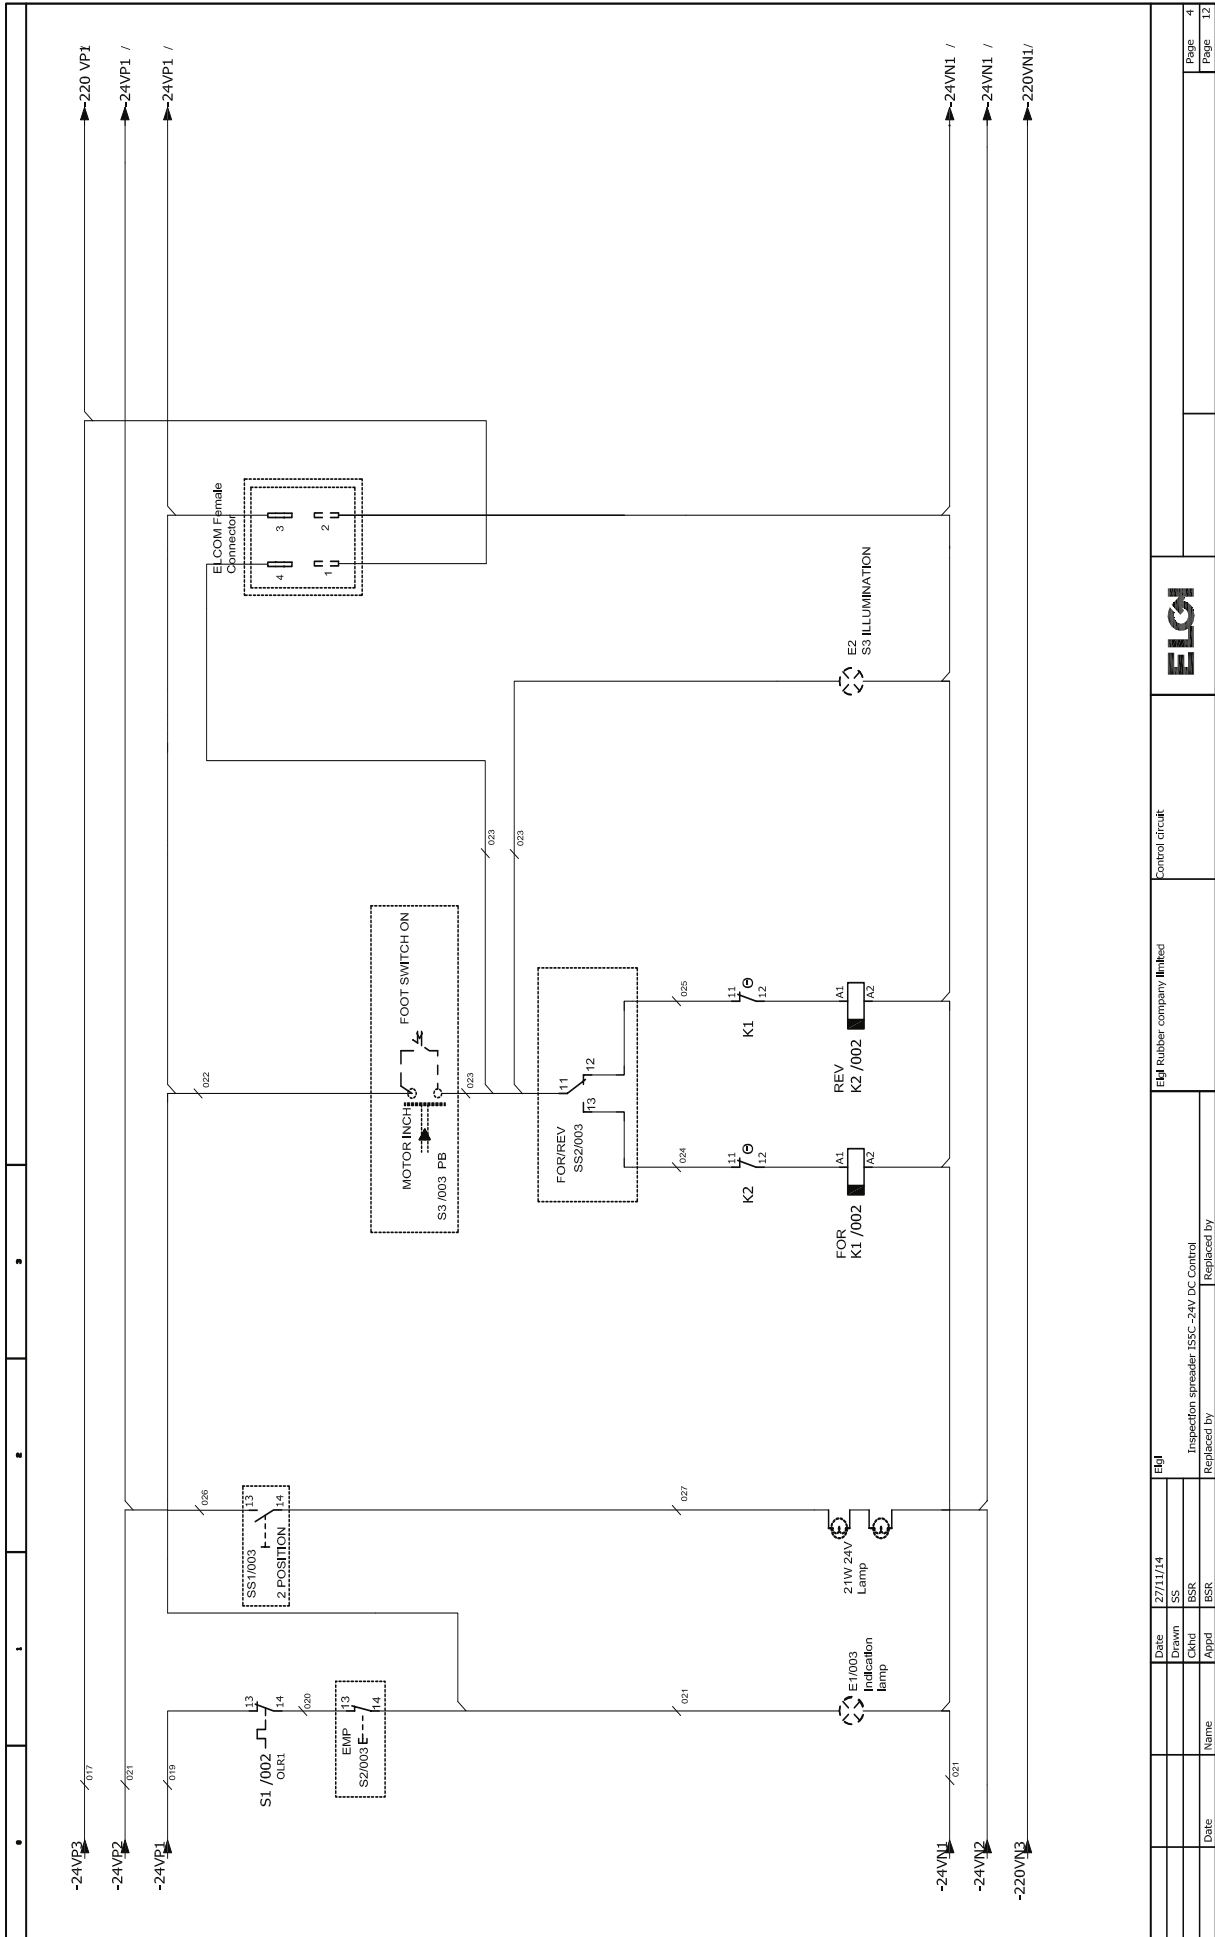 0
1
2
3
-24VP3
-24VP2
-24VP1
017
021
019
220 VP1
-24VP1 /
-24VP1 /
S1 /002
OLR1
13
14
020
EMP
S2/003
13
14
021
E1/003
Indication
lamp
021
026
SS1/003
2 POSITION
13
14
027
21W 24V
Lamp
022
MOTOR INCH
FOOT SWITCH ON
S3 /003 PB
023
023
023
FOR/REV
SS2/003
11
13
12
024
025
K2
11
12
K1
11
12
FOR
K1 /002
A1
A2
REV
K2 /002
A1
A2
E2
S3 ILLUMINATION
ELCOM Female
Connector
4
3
1
2
-24VN1
-24VN2
-220VN3
-24VN1 /
-24VN1 /
-220VN1/
Date
Name
Date
27/11/14
Drawn
SS
Ckhd
BSR
Appd
BSR
Elgi
Inspection spreader ISSC -24V DC Control
Replaced by
Replaced by
Elgi Rubber company limited
Control circuit
ELGI
Page
4
Page
12